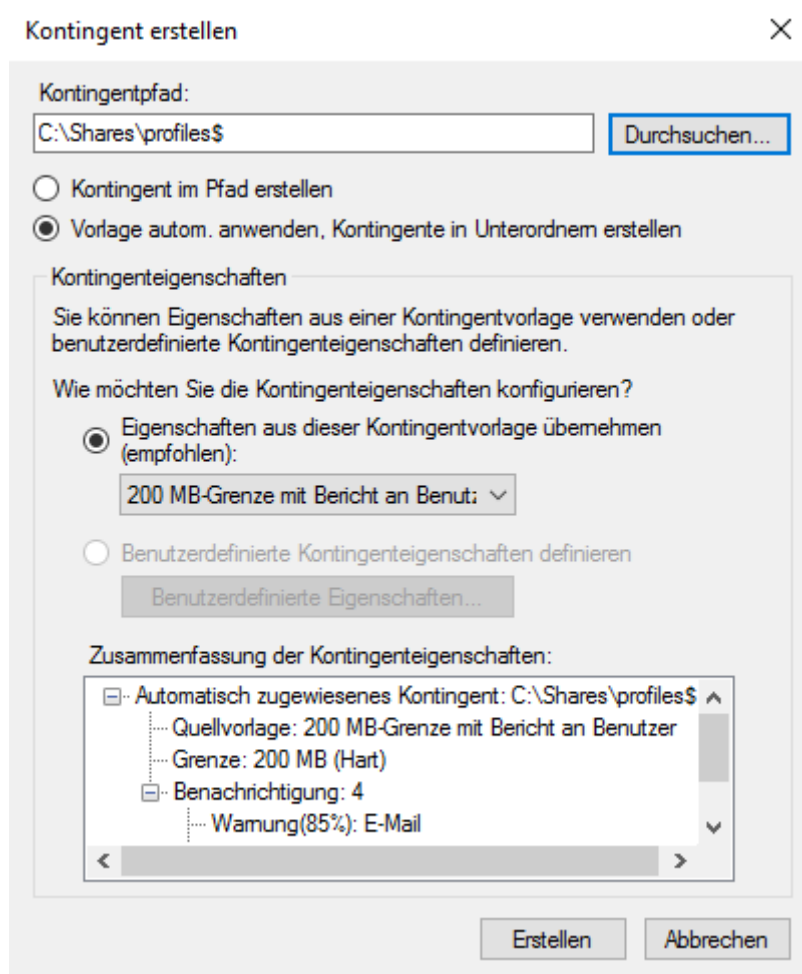 Kontingent erstellen
Kontingentpfad:
C:\Shares\profiles$
Durchsuchen...
Kontingent im Pfad erstellen
Vorlage autom. anwenden, Kontingente in Unterordnern erstellen
Kontingenteigenschaften
Sie können Eigenschaften aus einer Kontingentvorlage verwenden oder
benutzerdefinierte Kontingenteigenschaften definieren.
Wie möchten Sie die Kontingenteigenschaften konfigurieren?
Eigenschaften aus dieser Kontingentvorlage übernehmen
(empfohlen):
200 MB-Grenze mit Bericht an Benutz
Benutzerdefinierte Kontingenteigenschaften definieren
Benutzerdefinierte Eigenschaften...
Zusammenfassung der Kontingenteigenschaften:
Automatisch zugewiesenes Kontingent: C:\Shares\profiles$
Quellvorlage: 200 MB-Grenze mit Bericht an Benutzer
Grenze: 200 MB (Hart)
Benachrichtigung: 4
Warnung(85%): E-Mail
Erstellen
Abbrechen